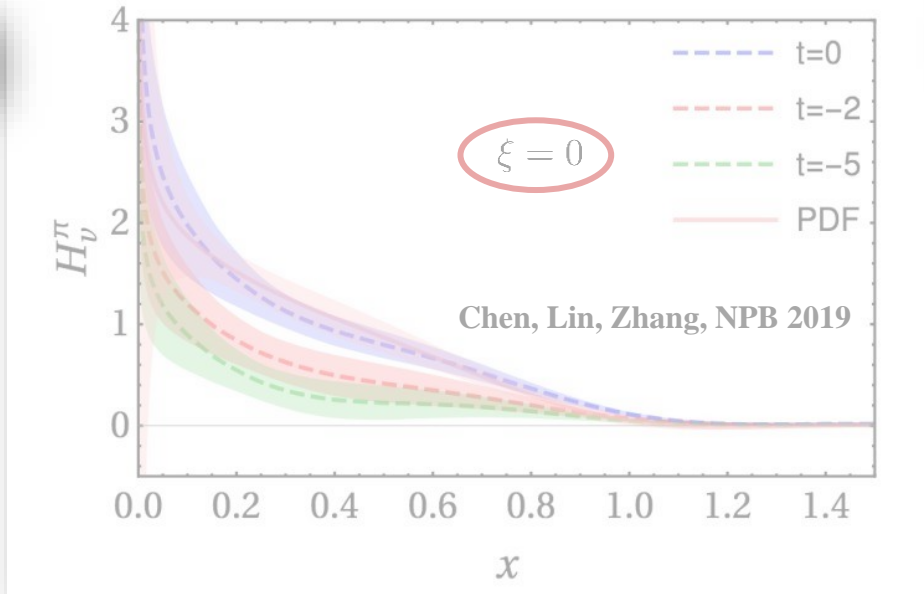 4
t=0
t=-2
3
ξ = 0
t=-5
2
PDF
H_v^π
Chen, Lin, Zhang, NPB 2019
1
0
0.0 0.2 0.4 0.6 0.8 1.0 1.2 1.4
x